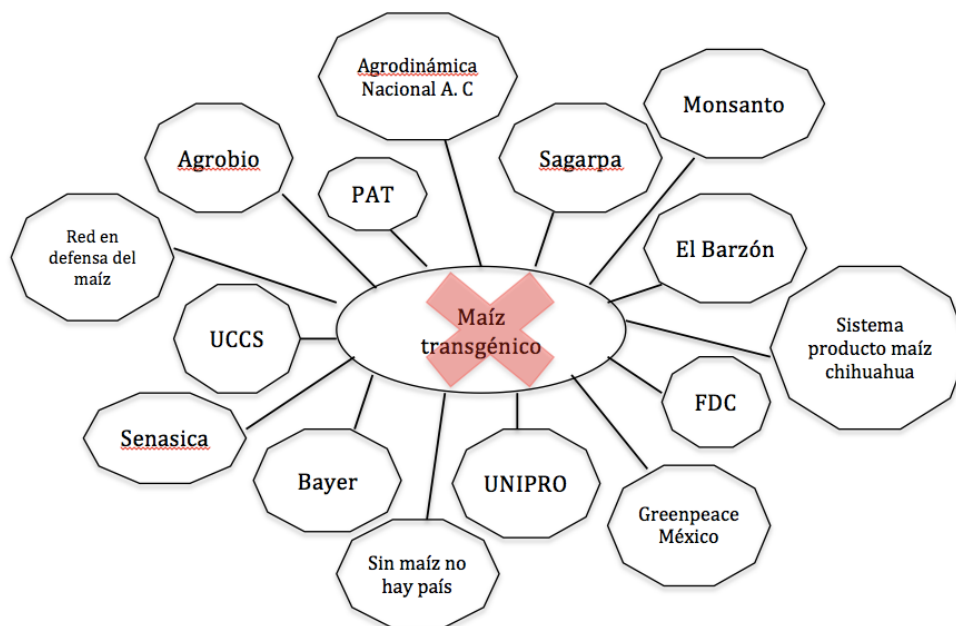 Agrodinámica
Nacional A. C
Monsanto
Agrobio
Sagarpa
PAT
Red en
defensa del
maíz
El Barzón
UCCS
Maíz
transgénico
Sistema
producto maíz
chihuahua
FDC
Senasica
Bayer
UNIPRO
Greenpeace
México
Sin maíz no
hay país